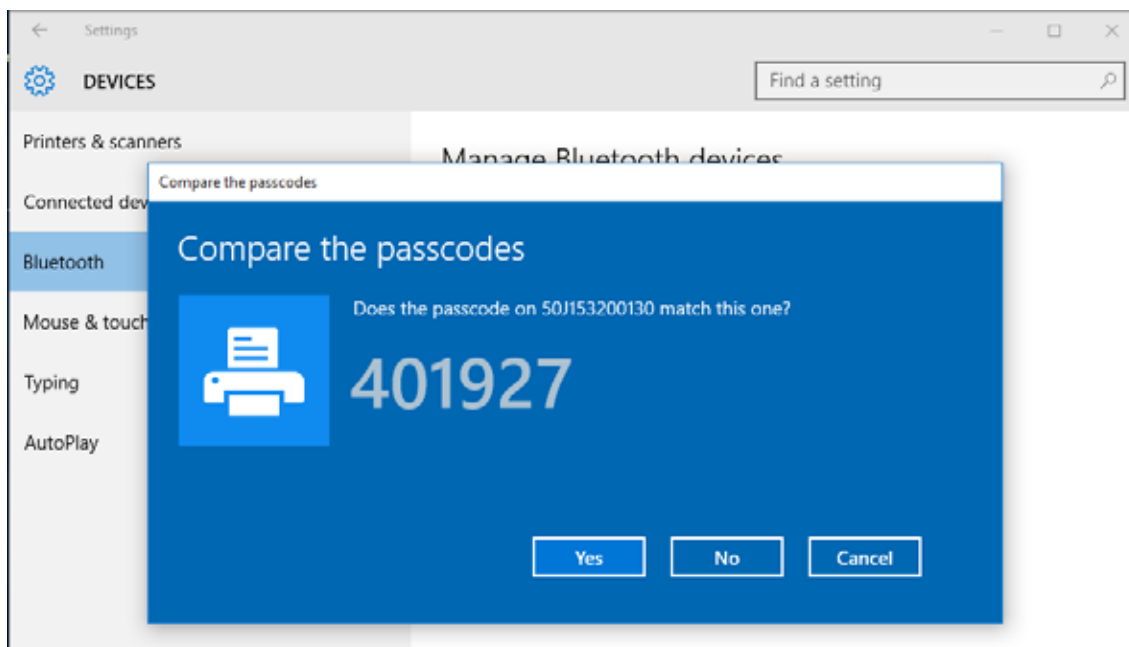 Settings
DEVICES
Find a setting
Printers & scanners
Manage Bluetooth devices
Compare the passcodes
Connected dev
Compare the passcodes
Bluetooth
Does the passcode on 50J153200130 match this one?
Mouse & touch
401927
Typing
AutoPlay
Yes
No
Cancel